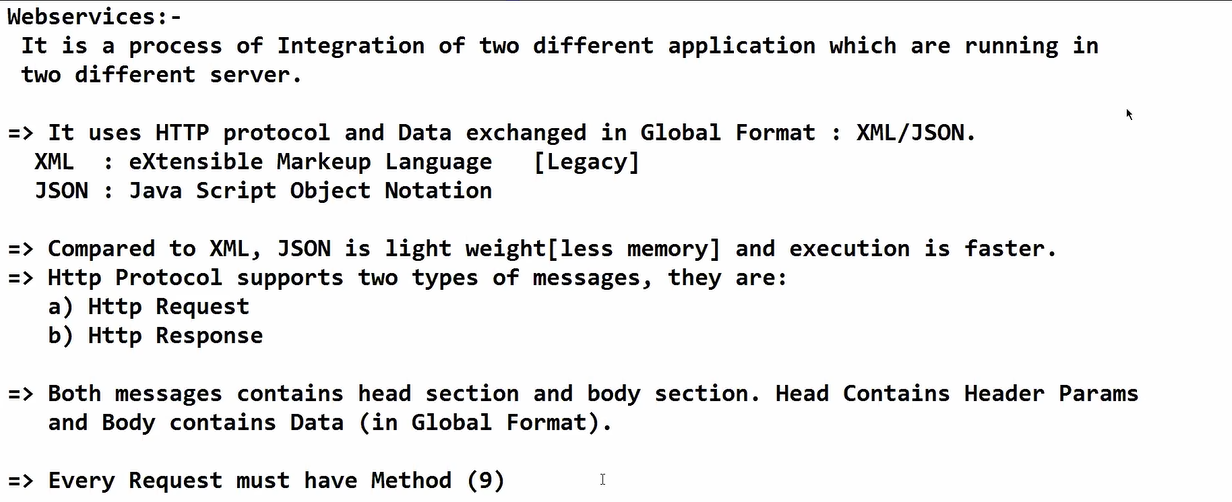 Webservices:-
It is a process of Integration of two different application which are running in
two different server.
=> It uses HTTP protocol and Data exchanged in Global Format : XML/JSON.
XML : eXtensible Markeup Language [Legacy]
JSON : Java Script Object Notation
=> Compared to XML, JSON is light weight[less memory] and execution is faster.
=> Http Protocol supports two types of messages, they are:
a) Http Request
b) Http Response
=> Both messages contains head section and body section. Head Contains Header Params
and Body contains Data (in Global Format).
=> Every Request must have Method (9)